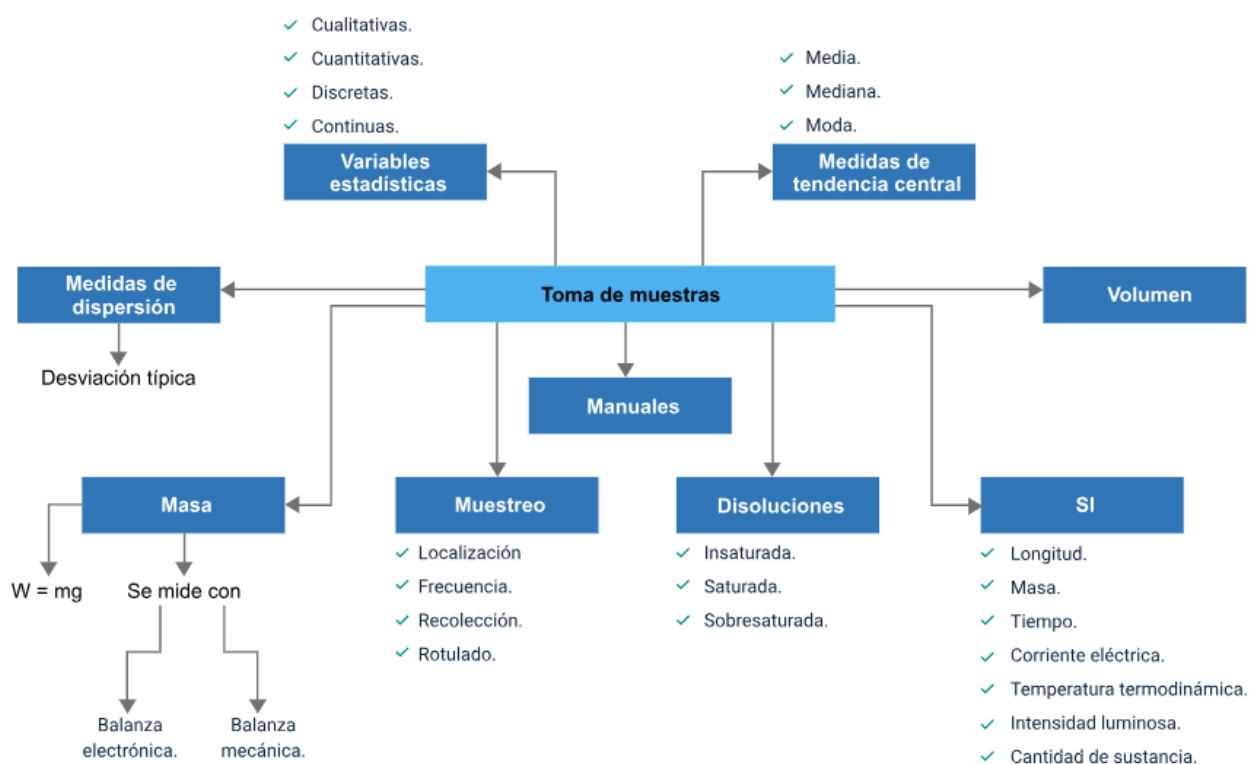 Cualitativas.
Cuantitativas.
Discretas.
Continuas.
Variables
estadísticas
Media.
Mediana.
Moda.
Medidas de
tendencia central
Medidas de
dispersión
Desviación típica
Toma de muestras
Volumen
Manuales
Masa
W = mg
Se mide con
Balanza
electrónica.
Balanza
mecánica.
Muestreo
Localización
Frecuencia.
Recolección.
Rotulado.
Disoluciones
Insaturada.
Saturada.
Sobresaturada.
SI
Longitud.
Masa.
Tiempo.
Corriente eléctrica.
Temperatura termodinámica.
Intensidad luminosa.
Cantidad de sustancia.